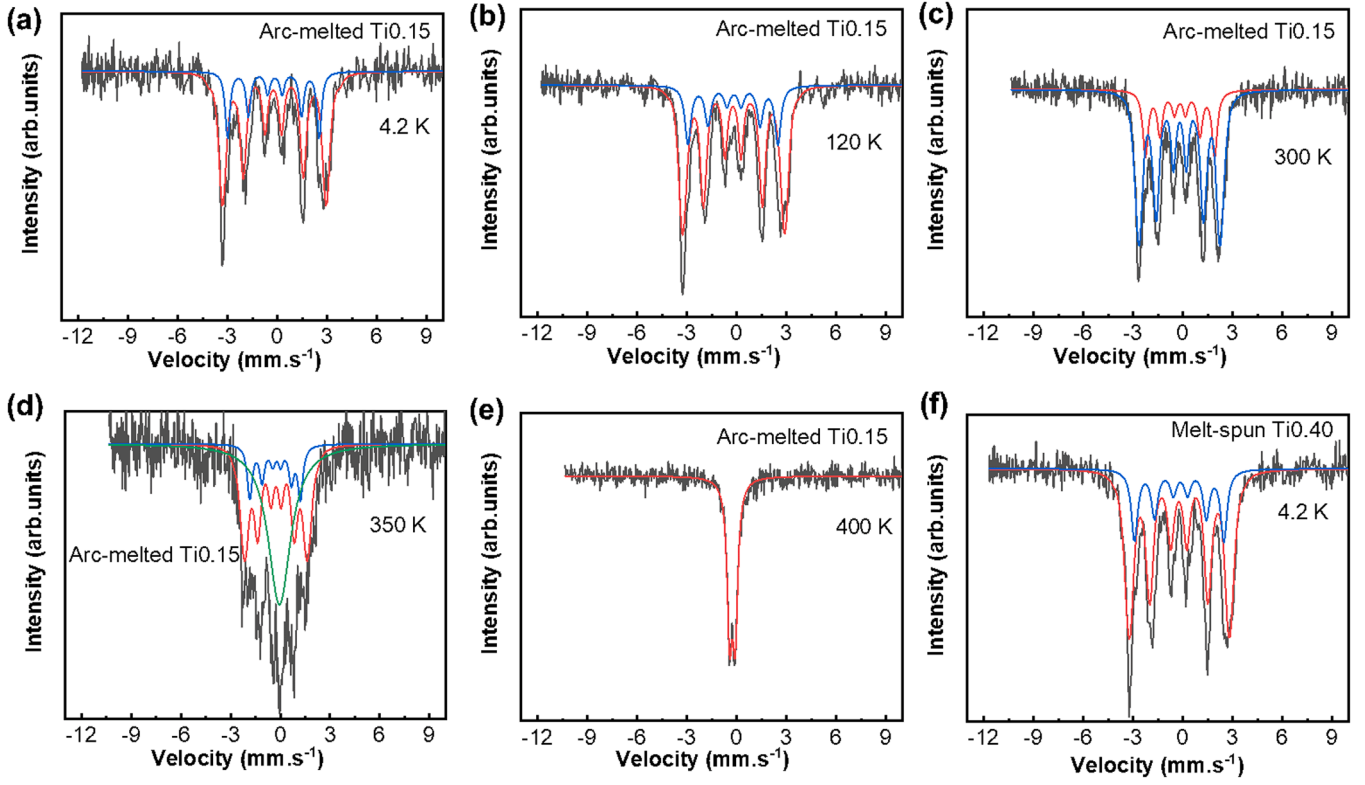 (a)
Arc-melted Ti0.15
4.2 K
Intensity (arb.units)
-12 -9 -6 -3 0 3 6 9
Velocity (mm.s⁻¹)
(b)
Arc-melted Ti0.15
120 K
Intensity (arb.units)
-12 -9 -6 -3 0 3 6 9
Velocity (mm.s⁻¹)
(c)
Arc-melted Ti0.15
300 K
Intensity (arb.units)
-12 -9 -6 -3 0 3 6 9
Velocity (mm.s⁻¹)
(d)
350 K
Arc-melted Ti0.15
Intensity (arb.units)
-12 -9 -6 -3 0 3 6 9
Velocity (mm.s⁻¹)
(e)
Arc-melted Ti0.15
400 K
Intensity (arb.units)
-12 -9 -6 -3 0 3 6 9
Velocity (mm.s⁻¹)
(f)
Melt-spun Ti0.40
4.2 K
Intensity (arb.units)
-12 -9 -6 -3 0 3 6 9
Velocity (mm.s⁻¹)